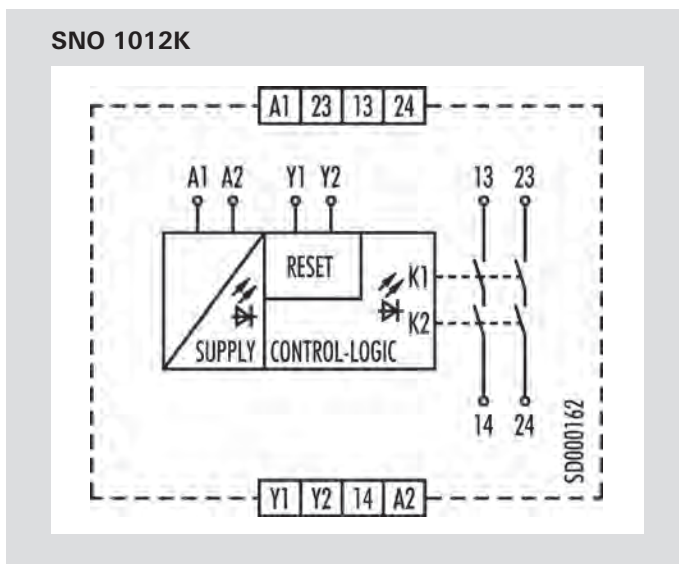 SNO 1012K
A1 23 13 24
A1 A2 Y1 Y2 13 23
RESET
K1
K2
SUPPLY CONTROL-LOGIC
14 24
SD000162
Y1 Y2 14 A2